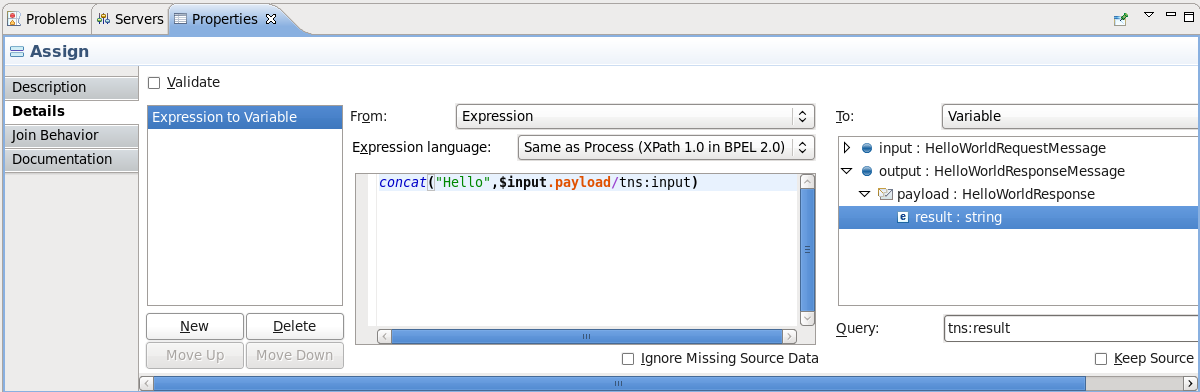 Problems Servers Properties
Assign
Description
Details
Join Behavior
Documentation
Validate
Expression to Variable
New Delete
Move Up Move Down
From: Expression
Expression language: Same as Process (XPath 1.0 in BPEL 2.0)
concat("Hello",$input.payload/tns:input)
Ignore Missing Source Data
To: Variable
input : HelloWorldRequestMessage
output : HelloWorldResponseMessage
payload : HelloWorldResponse
e result : string
Query: tns:result
Keep Source